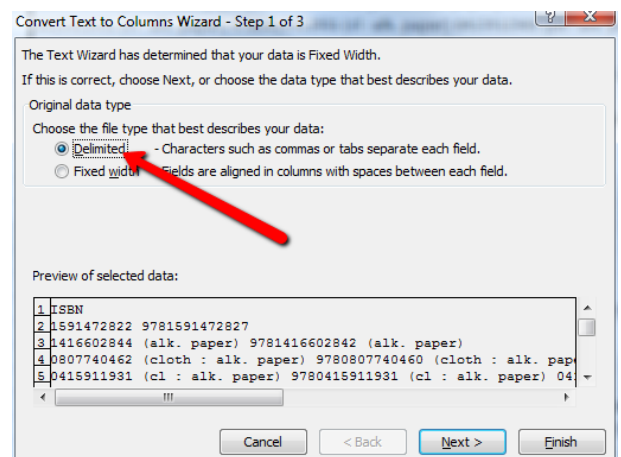 Convert Text to Columns Wizard - Step 1 of 3
The Text Wizard has determined that your data is Fixed Width.
If this is correct, choose Next, or choose the data type that best describes your data.
Original data type
Choose the file type that best describes your data:
Delimited - Characters such as commas or tabs separate each field.
Fixed width - Fields are aligned in columns with spaces between each field.
Preview of selected data:
1 ISBN
2 1591472822 9781591472827
3 1416602844 (alk. paper) 9781416602842 (alk. paper)
4 0807740462 (cloth : alk. paper) 9780807740460 (cloth : alk. pape
5 0415911931 (cl : alk. paper) 9780415911931 (cl : alk. paper) 04
Cancel < Back Next > Finish